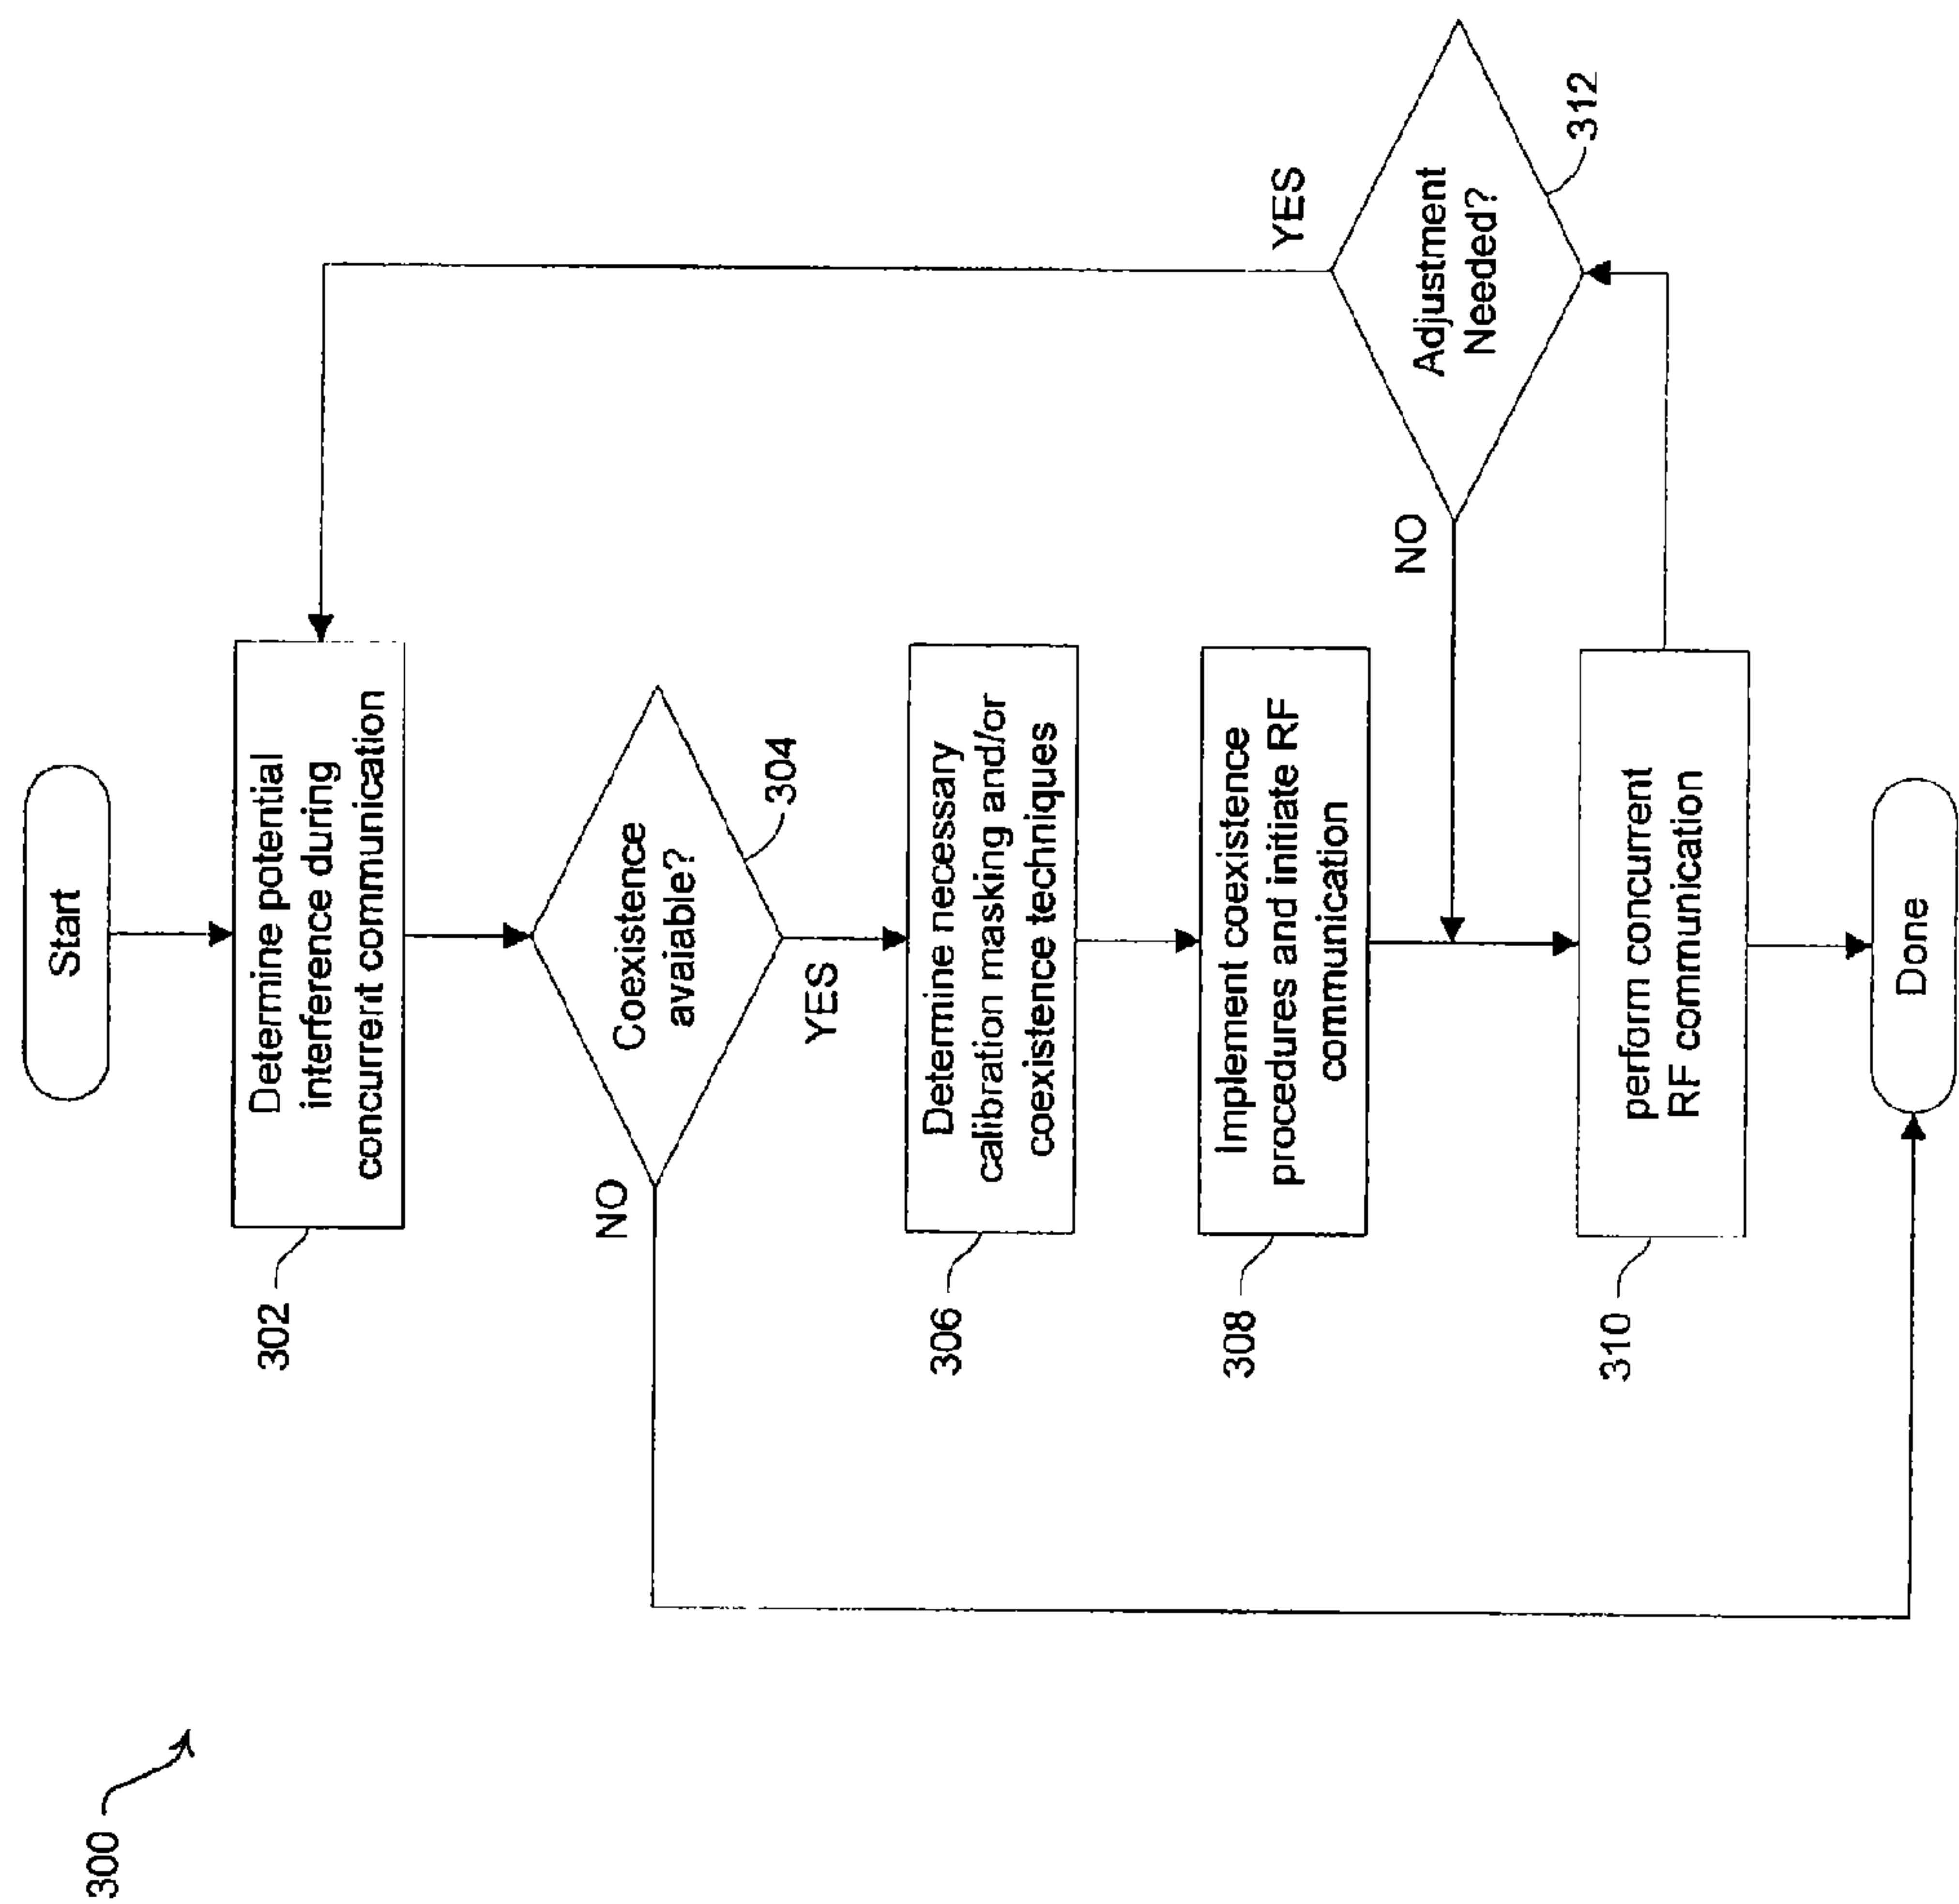 300
Start
302
Determine potential
interference during
concurrent communication
Coexistence
available?
304
NO
YES
306
Determine necessary
calibration masking and/or
coexistence techniques
308
Implement coexistence
procedures and initiate RF
communication
NO
YES
Adjustment
Needed?
312
310
perform concurrent
RF communication
Done